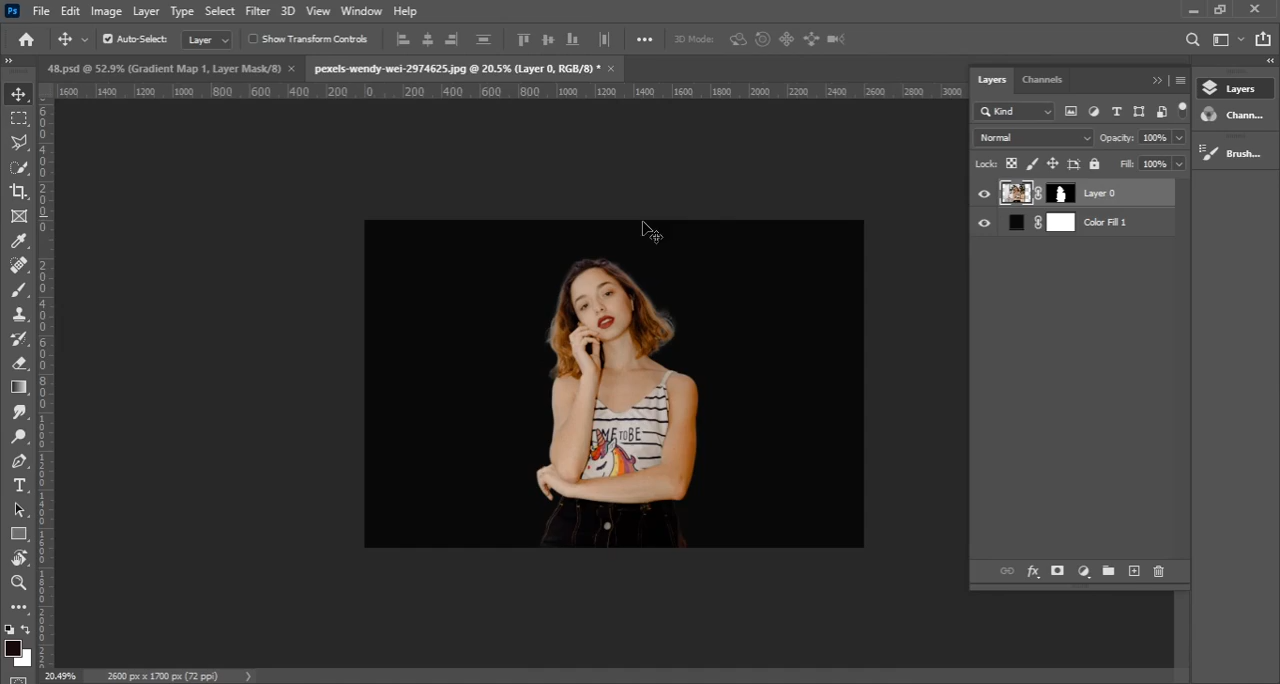 Ps File Edit Image Layer Type Select Filter 3D View Window Help
Auto-Select: Layer Show Transform Controls ••• 3D Mode:
48.psd @ 52.9% (Gradient Map 1, Layer Mask/8) × pexels-wendy-wei-2974625.jpg @ 20.5% (Layer 0, RGB/8) * ×
1600 1400 1200 1000 800 600 400 200 0 200 400 600 800 1000 1200 1400 1600 1800 2000 2200 2400 2600 2800 3000
Layers Channels
Layers
Kind
Chann...
Normal Opacity: 100%
Brush...
Lock: Fill: 100%
Layer 0
Color Fill 1
ME TO BE
20.49% 2600 px x 1700 px (72 ppi)